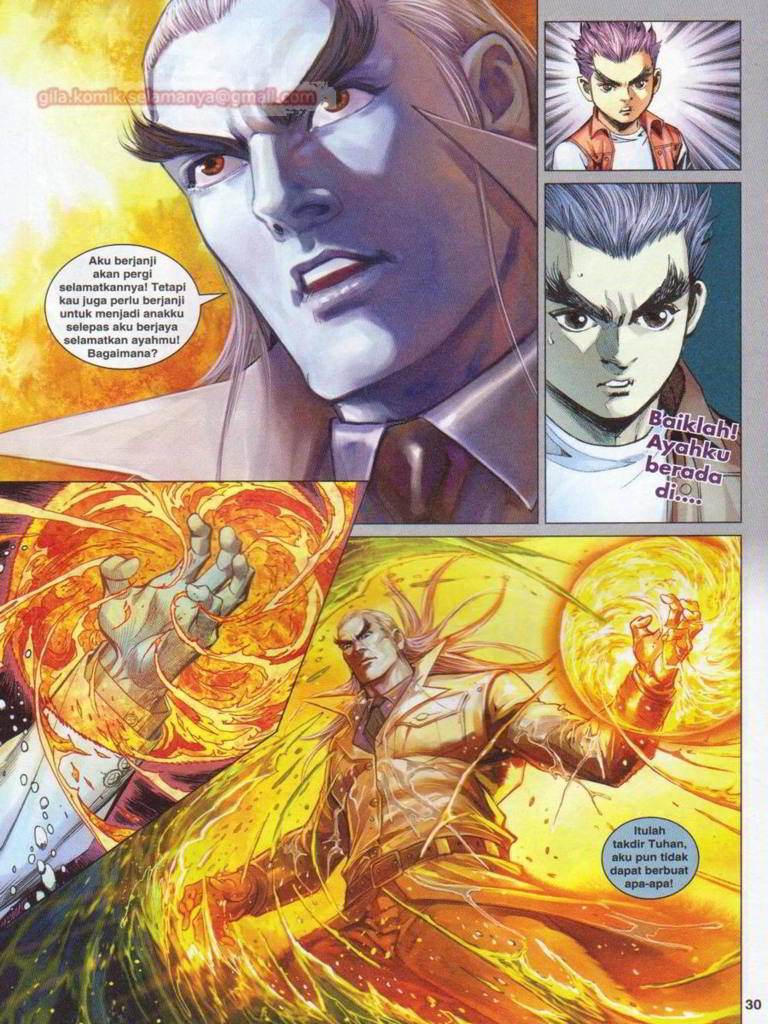 gila.komik.selamanya@gmail.com
Aku berjanji
akan pergi
selamatkannya! Tetapi
kau juga perlu berjanji
untuk menjadi anakku
selepas aku berjaya
selamatkan ayahmu!
Bagaimana?
Baiklah!
Ayahku
berada
di....
Itulah
takdir Tuhan,
aku pun tidak
dapat berbuat
apa-apa!
30